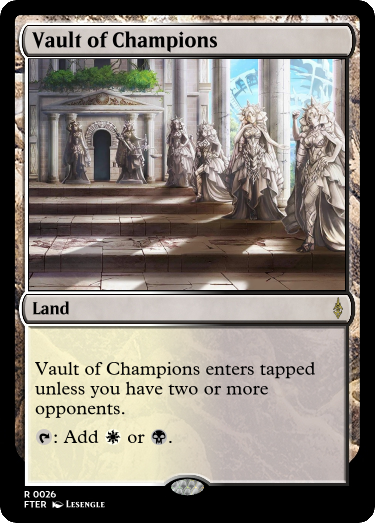 Vault of Champions
Land
Vault of Champions enters tapped
unless you have two or more
opponents.
: Add or .
R 0026
FTER Lesengle